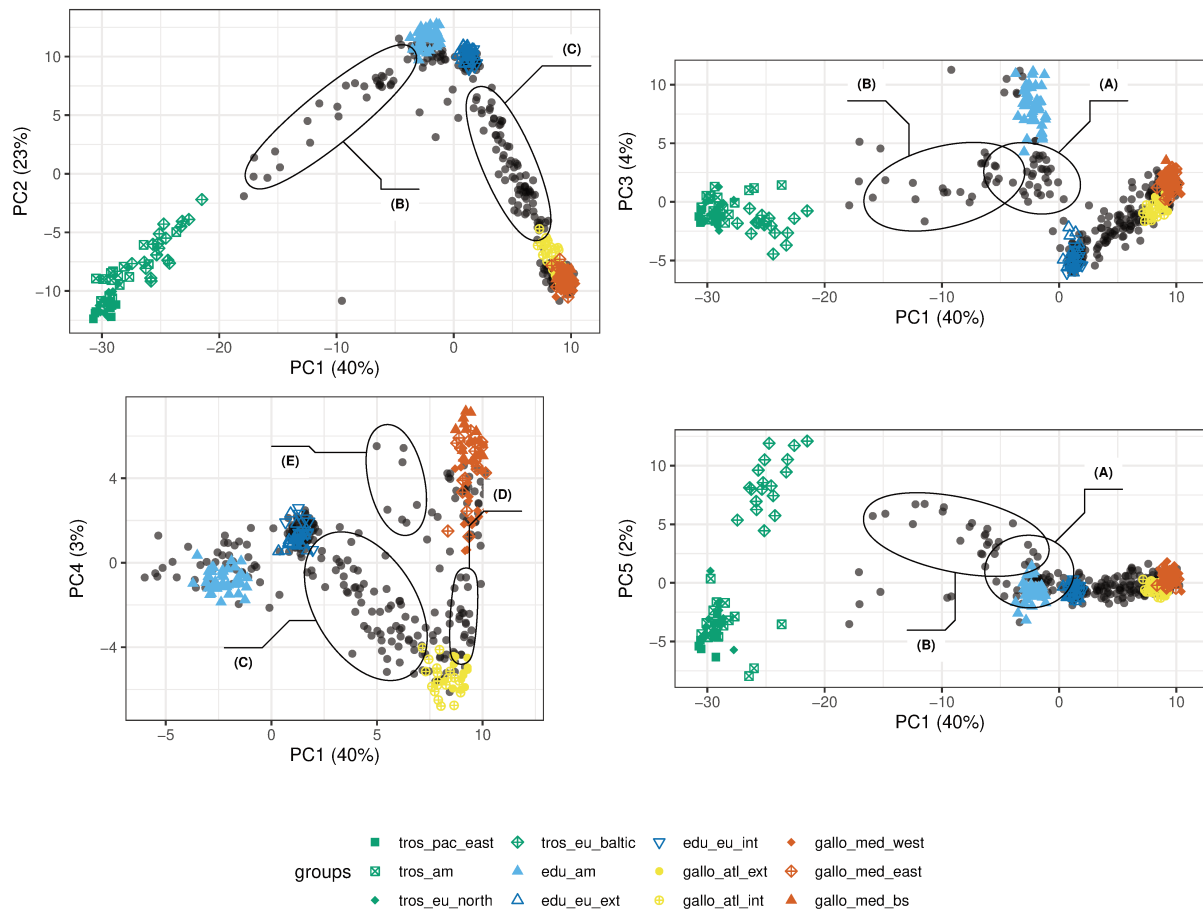 (C)
10
5
0
−5
−10
PC2 (23%)
(B)
−30 −20 −10 0 10
PC1 (40%)
(B) (A)
10
5
0
−5
PC3 (4%)
−30 −20 −10 0 10
PC1 (40%)
(E)
(D)
4
0
−4
PC4 (3%)
(C)
−5 0 5 10
PC1 (40%)
(A)
10
5
0
−5
PC5 (2%)
(B)
−30 −20 −10 0 10
PC1 (40%)
groups
tros_pac_east tros_eu_baltic edu_eu_int gallo_med_west
tros_am edu_am gallo_atl_ext gallo_med_east
tros_eu_north edu_eu_ext gallo_atl_int gallo_med_bs